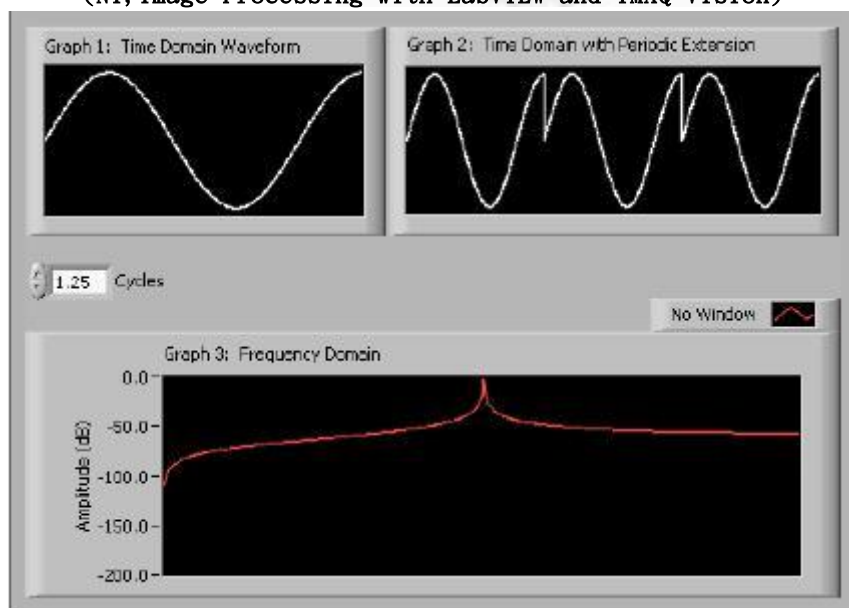 (NI, Image Processing with LabVIEW and IMAQ Vision)
Graph 1: Time Domain Waveform
Graph 2: Time Domain with Periodic Extension
1.25 Cycles
No Window
Graph 3: Frequency Domain
0.0
-50.0
-100.0
-150.0
-200.0
Amplitude (dB)